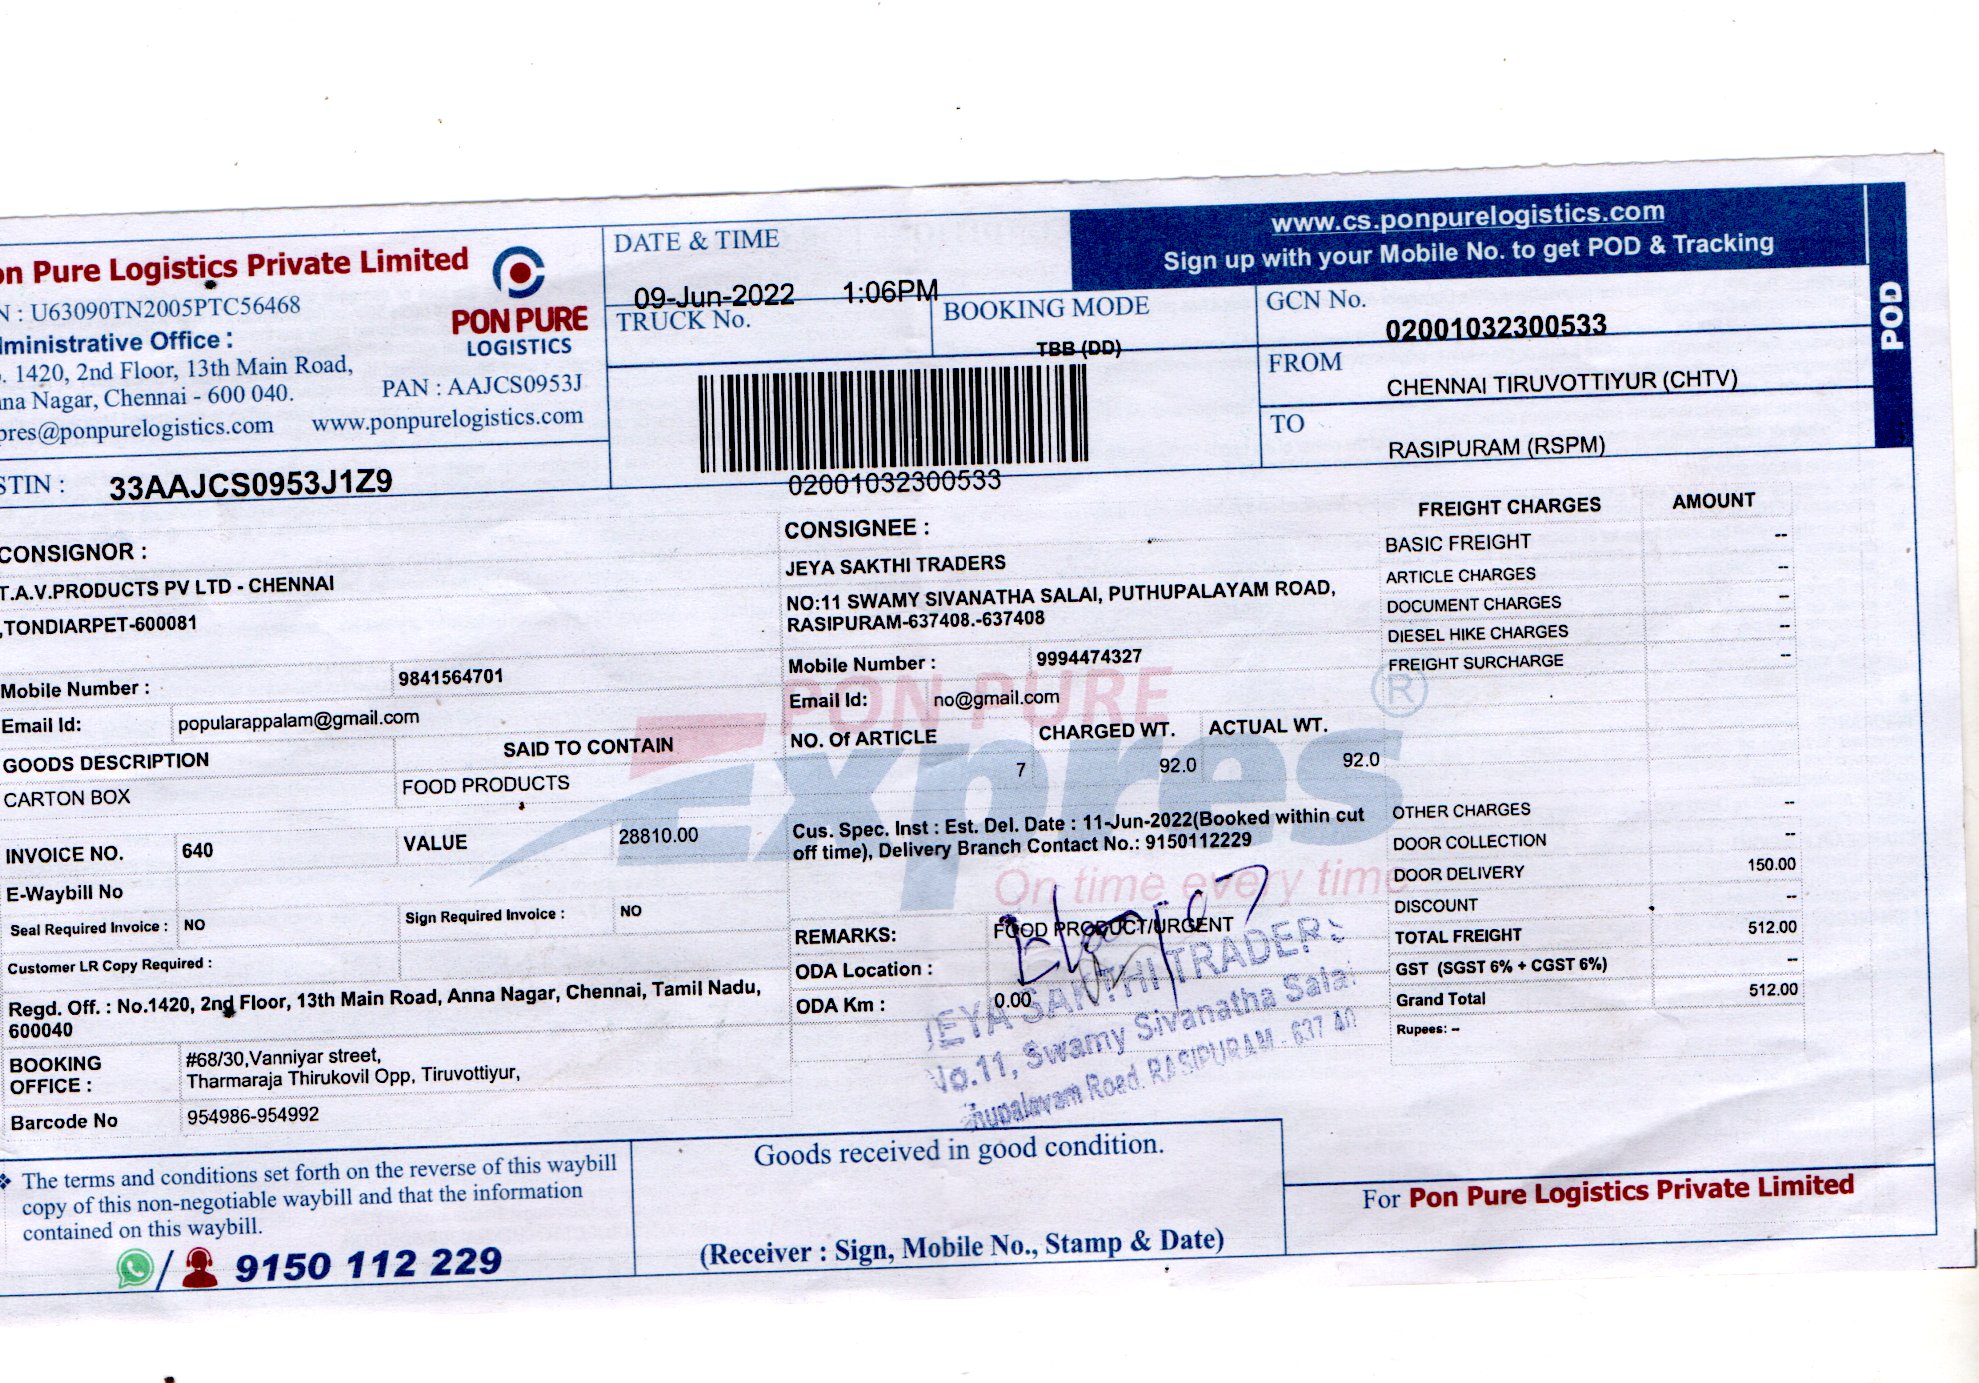 on Pure Logistics Private Limited
N : U63090TN2005PTC56468
ministrative Office :
. 1420, 2nd Floor, 13th Main Road,
na Nagar, Chennai - 600 040.
PAN : AAJCS0953J
pres@ponpurelogistics.com www.ponpurelogistics.com
STIN : 33AAJCS0953J1Z9
PON PURE
LOGISTICS
DATE & TIME
09-Jun-2022 1:06PM
TRUCK No.
BOOKING MODE
TBB (DD)
02001032300533
www.cs.ponpurelogistics.com
Sign up with your Mobile No. to get POD & Tracking
GCN No.
02001032300533
FROM
CHENNAI TIRUVOTTIYUR (CHTV)
TO
RASIPURAM (RSPM)
POD
CONSIGNOR :
T.A.V.PRODUCTS PV LTD - CHENNAI
,TONDIARPET-600081
Mobile Number : 9841564701
Email Id: popularappalam@gmail.com
CONSIGNEE :
JEYA SAKTHI TRADERS
NO:11 SWAMY SIVANATHA SALAI, PUTHUPALAYAM ROAD,
RASIPURAM-637408.-637408
Mobile Number : 9994474327
Email Id: no@gmail.com
PON PURE
Expres ®
On time every time
GOODS DESCRIPTION SAID TO CONTAIN
CARTON BOX FOOD PRODUCTS
NO. Of ARTICLE CHARGED WT. ACTUAL WT.
7 92.0 92.0
INVOICE NO. 640 VALUE 28810.00
E-Waybill No
Seal Required Invoice : NO Sign Required Invoice : NO
Customer LR Copy Required :
Cus. Spec. Inst : Est. Del. Date : 11-Jun-2022(Booked within cut
off time), Delivery Branch Contact No.: 9150112229
REMARKS: FOOD PRODUCT/URGENT
ODA Location :
ODA Km : 0.00
Regd. Off. : No.1420, 2nd Floor, 13th Main Road, Anna Nagar, Chennai, Tamil Nadu,
600040
BOOKING
OFFICE :
#68/30,Vanniyar street,
Tharmaraja Thirukovil Opp, Tiruvottiyur,
Barcode No 954986-954992
FREIGHT CHARGES AMOUNT
BASIC FREIGHT --
ARTICLE CHARGES --
DOCUMENT CHARGES --
DIESEL HIKE CHARGES --
FREIGHT SURCHARGE --
OTHER CHARGES --
DOOR COLLECTION --
DOOR DELIVERY 150.00
DISCOUNT --
TOTAL FREIGHT 512.00
GST (SGST 6% + CGST 6%) --
Grand Total 512.00
Rupees: --
TRADERS
No.11, Swamy Sivanatha Salai
Road, RASIPURAM - 637 40
The terms and conditions set forth on the reverse of this waybill
copy of this non-negotiable waybill and that the information
contained on this waybill.
/ 9150 112 229
Goods received in good condition.
(Receiver : Sign, Mobile No., Stamp & Date)
For Pon Pure Logistics Private Limited